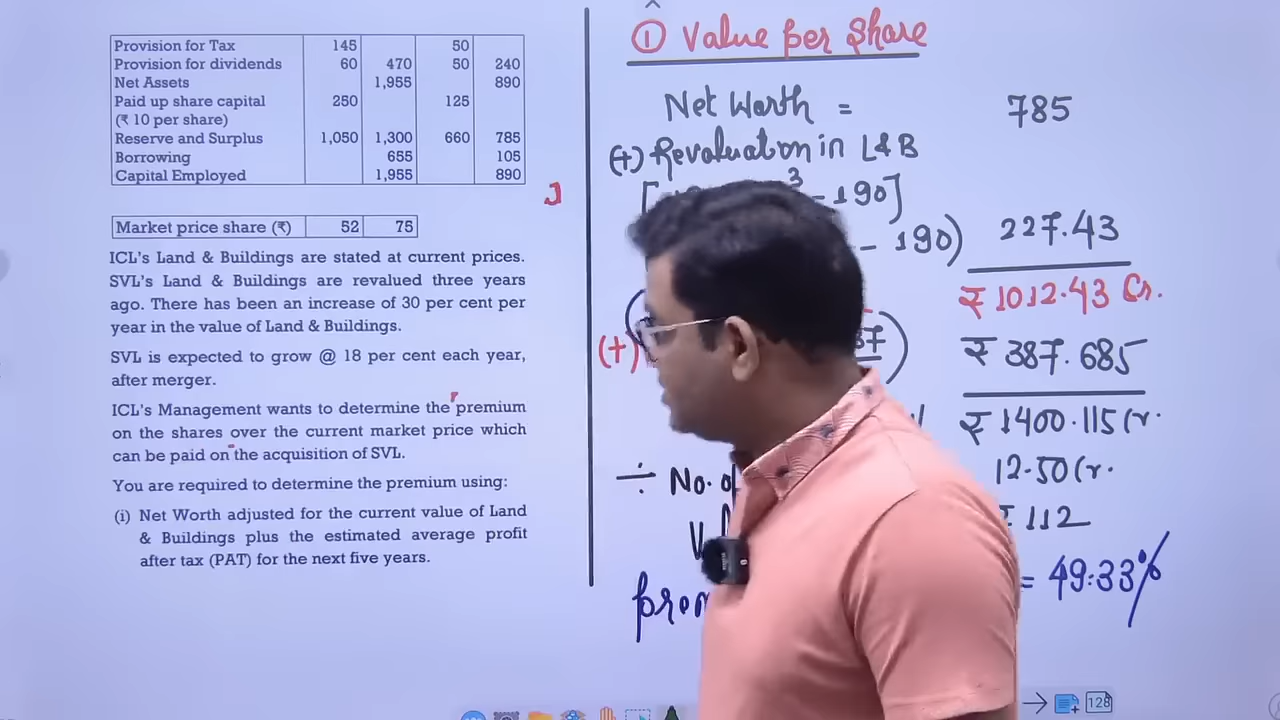 Provision for Tax 145 50
Provision for dividends 60 470 50 240
Net Assets 1,955 890
Paid up share capital 250 125
(₹ 10 per share)
Reserve and Surplus 1,050 1,300 660 785
Borrowing 655 105
Capital Employed 1,955 890
Market price share (₹) 52 75
ICL's Land & Buildings are stated at current prices.
SVL's Land & Buildings are revalued three years
ago. There has been an increase of 30 per cent per
year in the value of Land & Buildings.
SVL is expected to grow @ 18 per cent each year,
after merger.
ICL's Management wants to determine the premium
on the shares over the current market price which
can be paid on the acquisition of SVL.
You are required to determine the premium using:
(i) Net Worth adjusted for the current value of Land
& Buildings plus the estimated average profit
after tax (PAT) for the next five years.
① Value per Share
Net Worth = 785
(+) Revaluation in L&B
3 - 190]
- 190) 227.43
₹ 1012.43 Cr.
(+) ₹ 387.685
₹ 1400.115 Cr.
÷ No. of 12.50 Cr.
₹ 112
= 49.33%
128